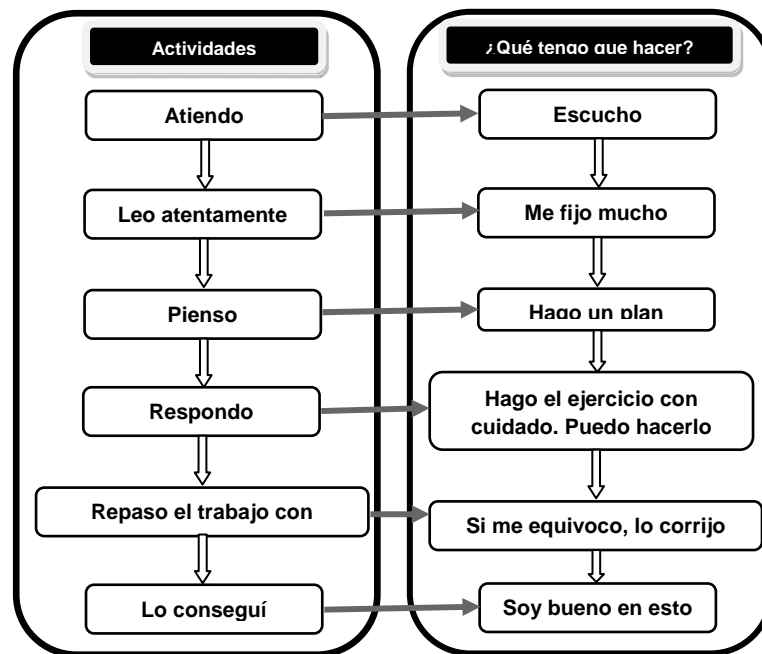 Actividades
¿Qué tengo que hacer?
Atiendo
Escucho
Leo atentamente
Me fijo mucho
Pienso
Hago un plan
Respondo
Hago el ejercicio con
cuidado. Puedo hacerlo
Repaso el trabajo con
Si me equivoco, lo corrijo
Lo conseguí
Soy bueno en esto